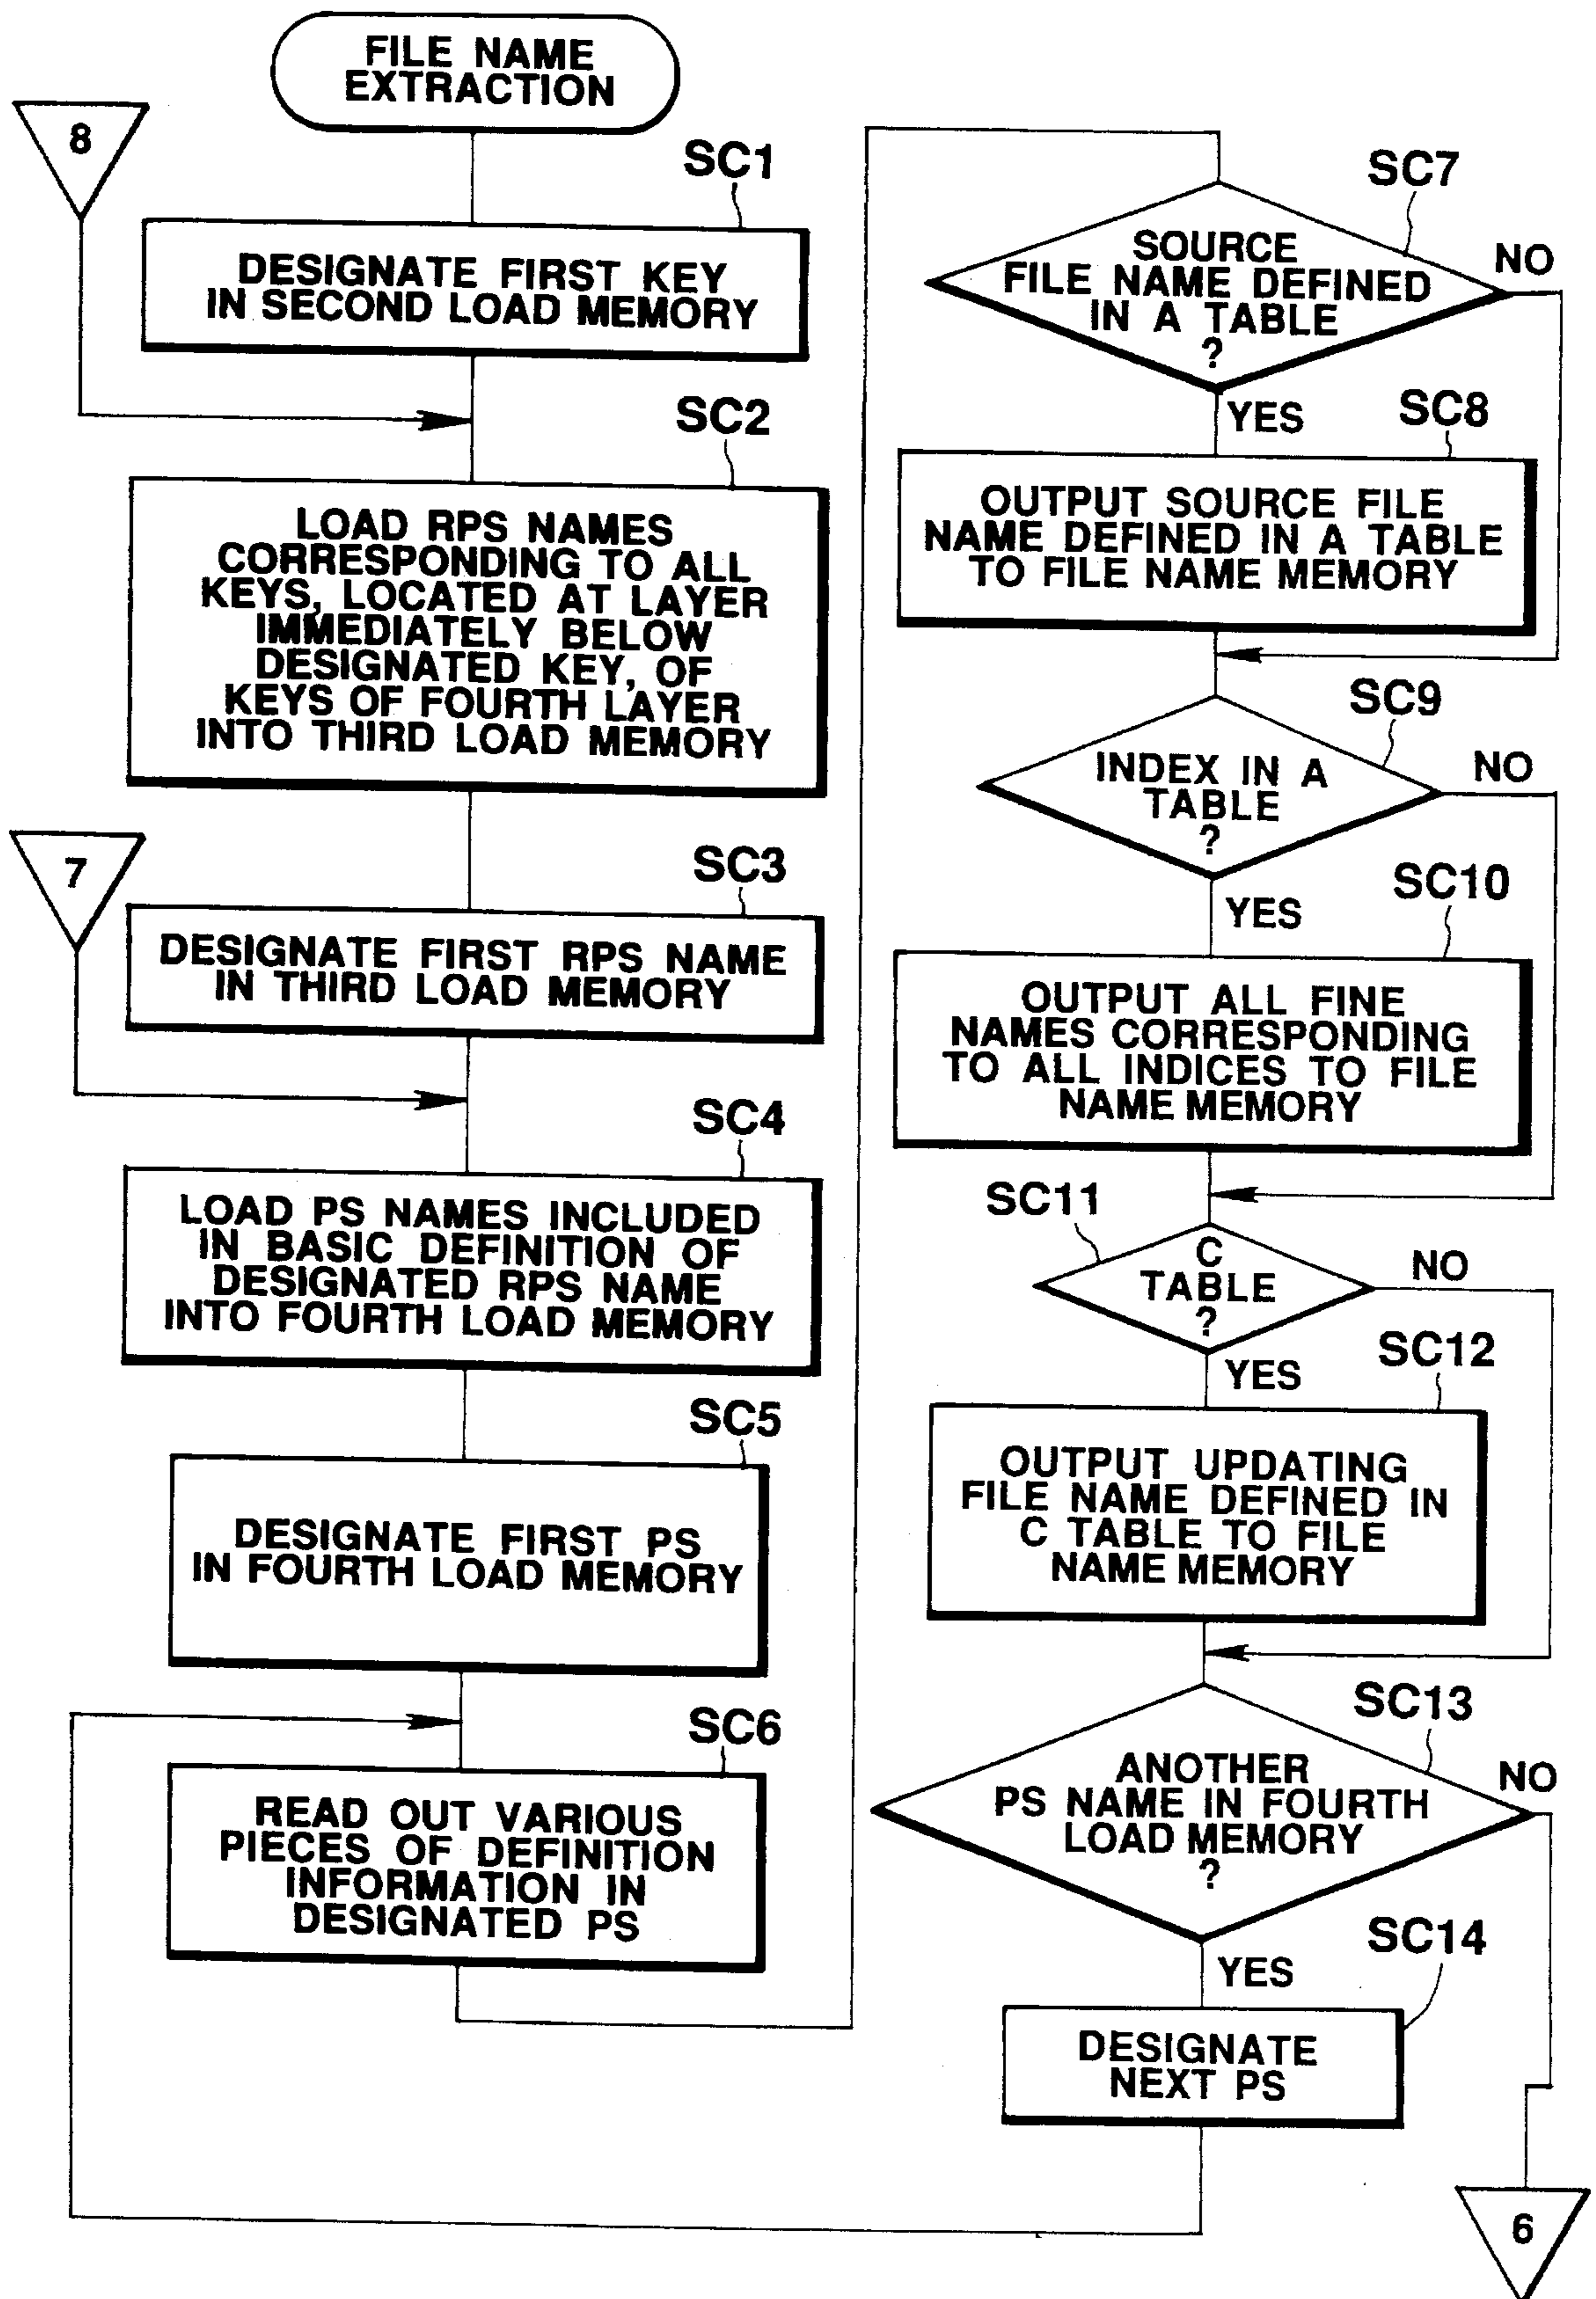 FILE NAME
EXTRACTION
8
SC1
DESIGNATE FIRST KEY
IN SECOND LOAD MEMORY
SC2
LOAD RPS NAMES
CORRESPONDING TO ALL
KEYS, LOCATED AT LAYER
IMMEDIATELY BELOW
DESIGNATED KEY, OF
KEYS OF FOURTH LAYER
INTO THIRD LOAD MEMORY
7
SC3
DESIGNATE FIRST RPS NAME
IN THIRD LOAD MEMORY
SC4
LOAD PS NAMES INCLUDED
IN BASIC DEFINITION OF
DESIGNATED RPS NAME
INTO FOURTH LOAD MEMORY
SC5
DESIGNATE FIRST PS
IN FOURTH LOAD MEMORY
SC6
READ OUT VARIOUS
PIECES OF DEFINITION
INFORMATION IN
DESIGNATED PS
SC7
SOURCE
FILE NAME DEFINED
IN A TABLE
?
NO
YES
SC8
OUTPUT SOURCE FILE
NAME DEFINED IN A TABLE
TO FILE NAME MEMORY
SC9
INDEX IN A
TABLE
?
NO
YES
SC10
OUTPUT ALL FINE
NAMES CORRESPONDING
TO ALL INDICES TO FILE
NAME MEMORY
SC11
C
TABLE
?
NO
YES
SC12
OUTPUT UPDATING
FILE NAME DEFINED IN
C TABLE TO FILE
NAME MEMORY
SC13
ANOTHER
PS NAME IN FOURTH
LOAD MEMORY
?
NO
YES
SC14
DESIGNATE
NEXT PS
6